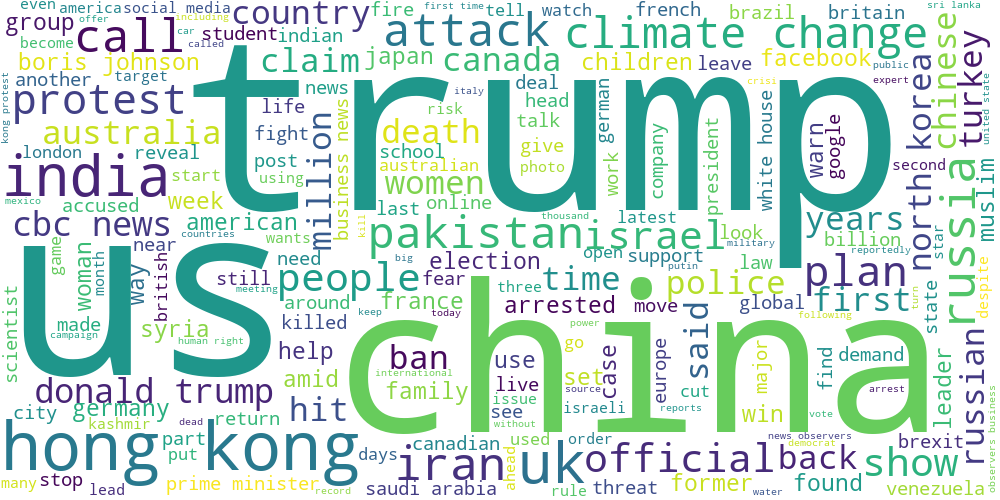 even
america
social media
first time
tell
watch
french
brazil
britain
sri lanka
offer
including
group
call
country
fire
attack
climate change
chinese
turkey
become
car
called
student
indian
boris johnson
claim
japan
canada
children
leave
facebook
public
expert
crisis
another
target
news
italy
deal
head
german
white house
warn
google
north korea
united state
kong protest
protest
life
risk
talk
trump
australia
fight
million
death
give
work
company
president
london
reveal
post
school
business news
australian
photo
second
muslim
india
start
using
women
kill
mexico
accused
week
online
last
thousand
latest
look
years
star
cbc news
american
pakistan
israel
support
military
billion
countries
wants
near
big
open
law
reportedly
game
woman
month
way
british
still
need
people
election
fear
three
time
police
putin
state
russia
despite
meeting
around
us
china
scientist
made
syria
france
arrested
move
global
first
plan
turn
campaign
human right
killed
keep
today
power
following
said
help
ban
use
go
case
europe
cut
major
find
demand
leader
russian
donald trump
amid
international
family
live
set
source
reports
arrest
hit
issue
see
israeli
win
vote
city
germany
return
without
kashmir
dead
hong kong
part
put
days
canadian
used
order
news observers
democrat
brexit
observers business
iran
uk
official
back
show
many
stop
prime minister
lead
record
saudi arabia
ahead
rule
threat
former
water
found
venezuela